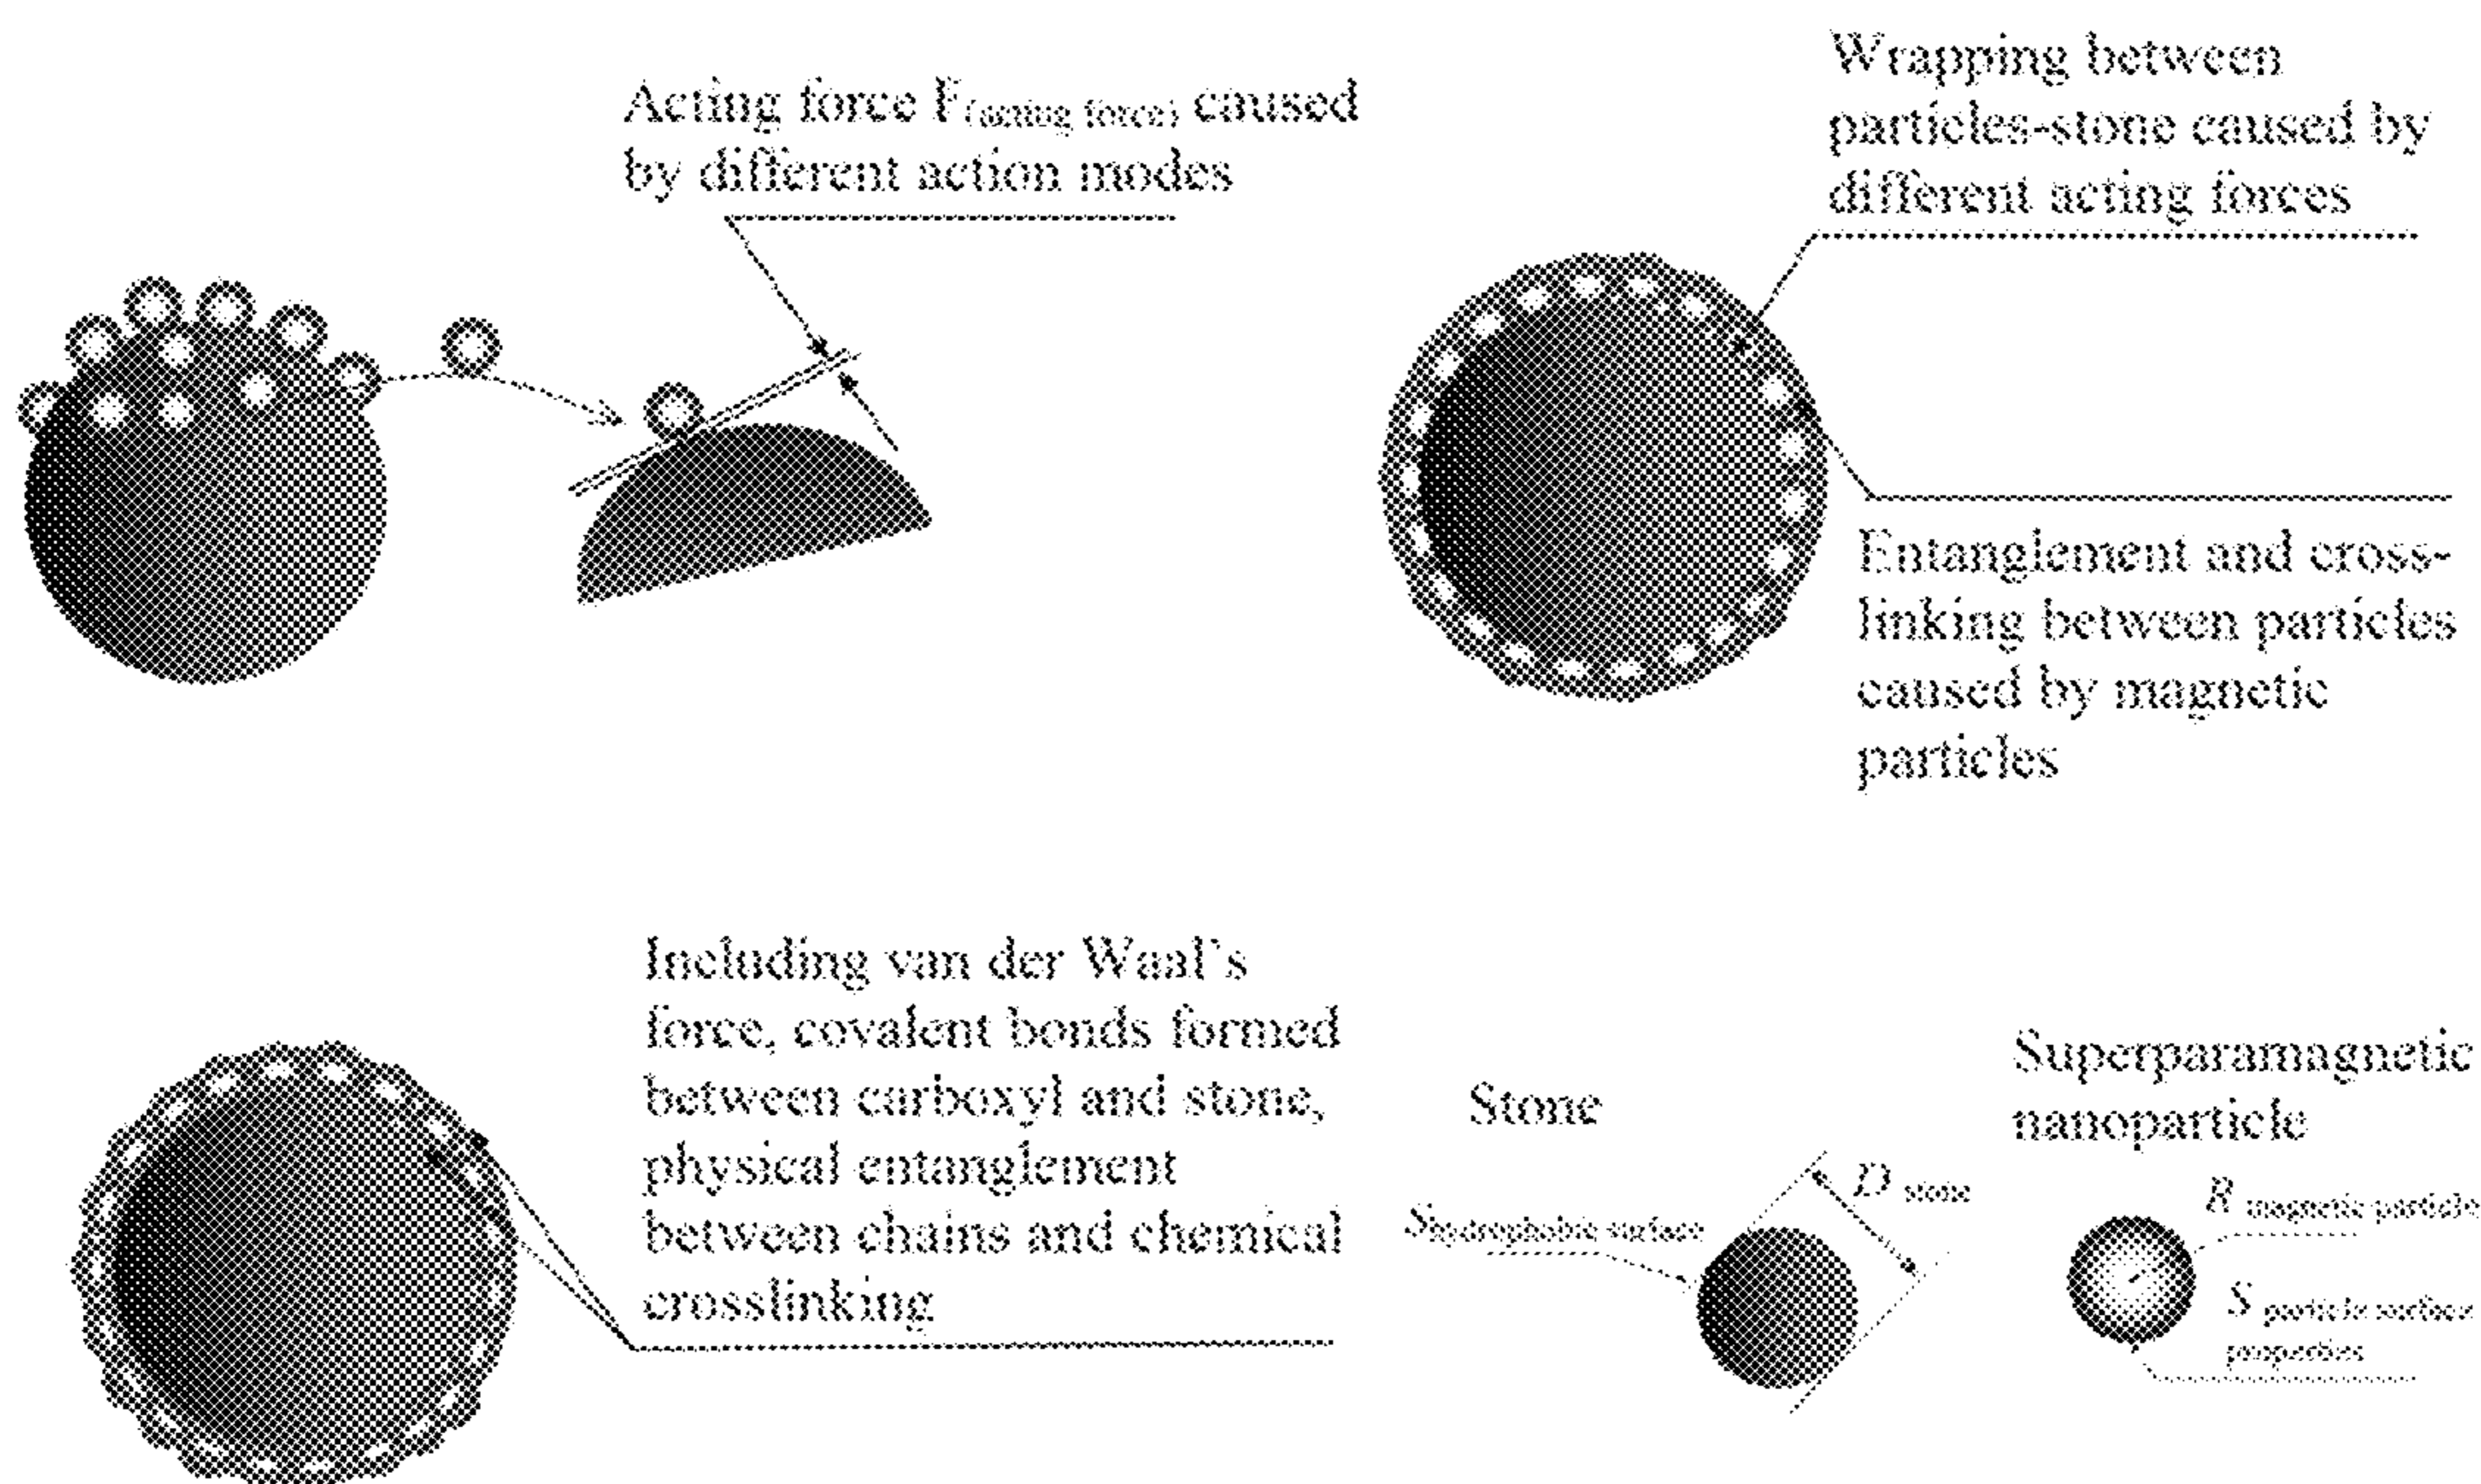 Acting force F(acting force) caused
by different action modes
Wrapping between
particles-stone caused by
different acting forces
Entanglement and cross-
linking between particles
caused by magnetic
particles
Including van der Waal's
force, covalent bonds formed
between carboxyl and stone,
physical entanglement
between chains and chemical
crosslinking
Stone
S hydrophobic surface
D stone
Superparamagnetic
nanoparticle
R magnetic particle
S particle surface
properties